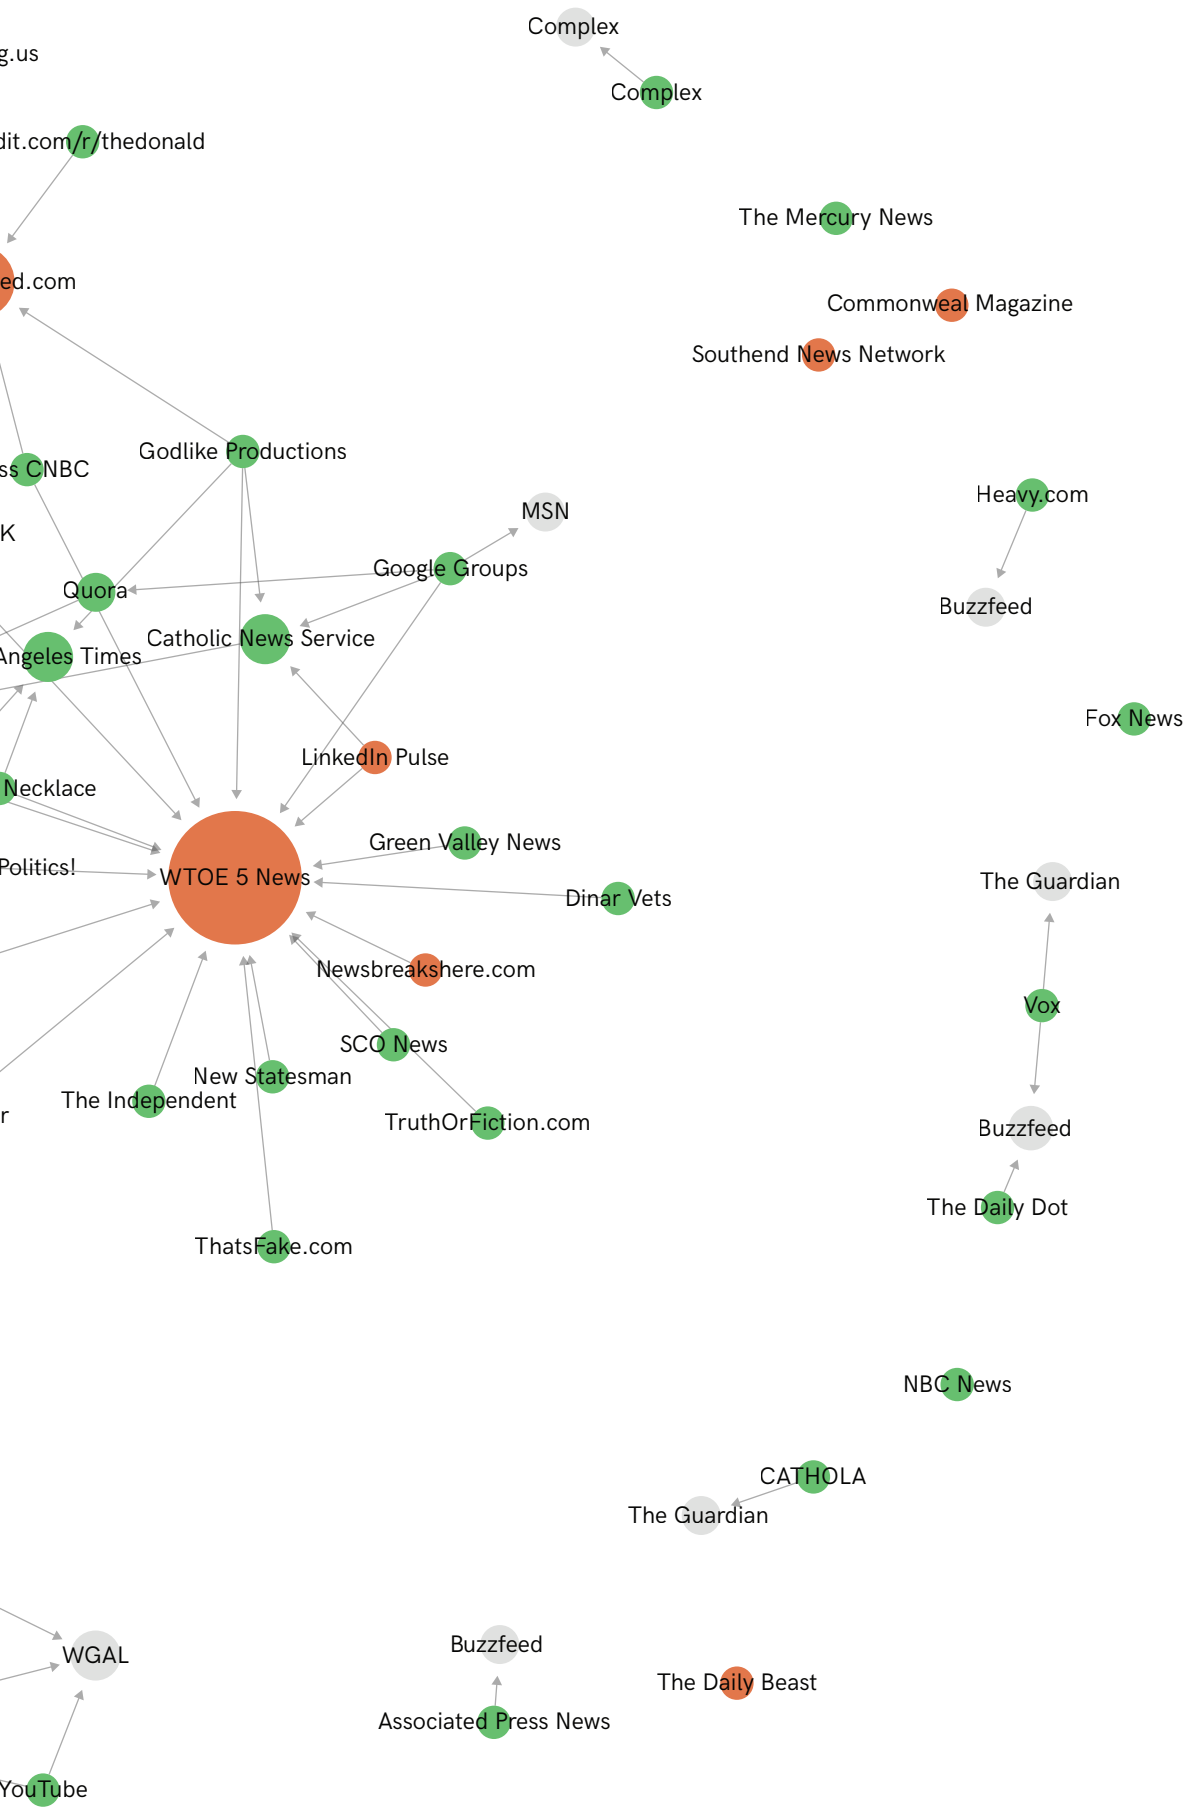 Complex
g.us
Complex
dit.com/r/thedonald
The Mercury News
ed.com
Commonweal Magazine
Southend News Network
Godlike Productions
ss CNBC
Heavy.com
MSN
K
Google Groups
Quora
Buzzfeed
Catholic News Service
Angeles Times
Fox News
LinkedIn Pulse
Necklace
Green Valley News
Politics!
WTOE 5 News
The Guardian
Dinar Vets
Newsbreakshere.com
Vox
SCO News
New Statesman
The Independent
r
TruthOrFiction.com
Buzzfeed
The Daily Dot
ThatsFake.com
NBC News
CATHOLA
The Guardian
Buzzfeed
WGAL
The Daily Beast
Associated Press News
YouTube